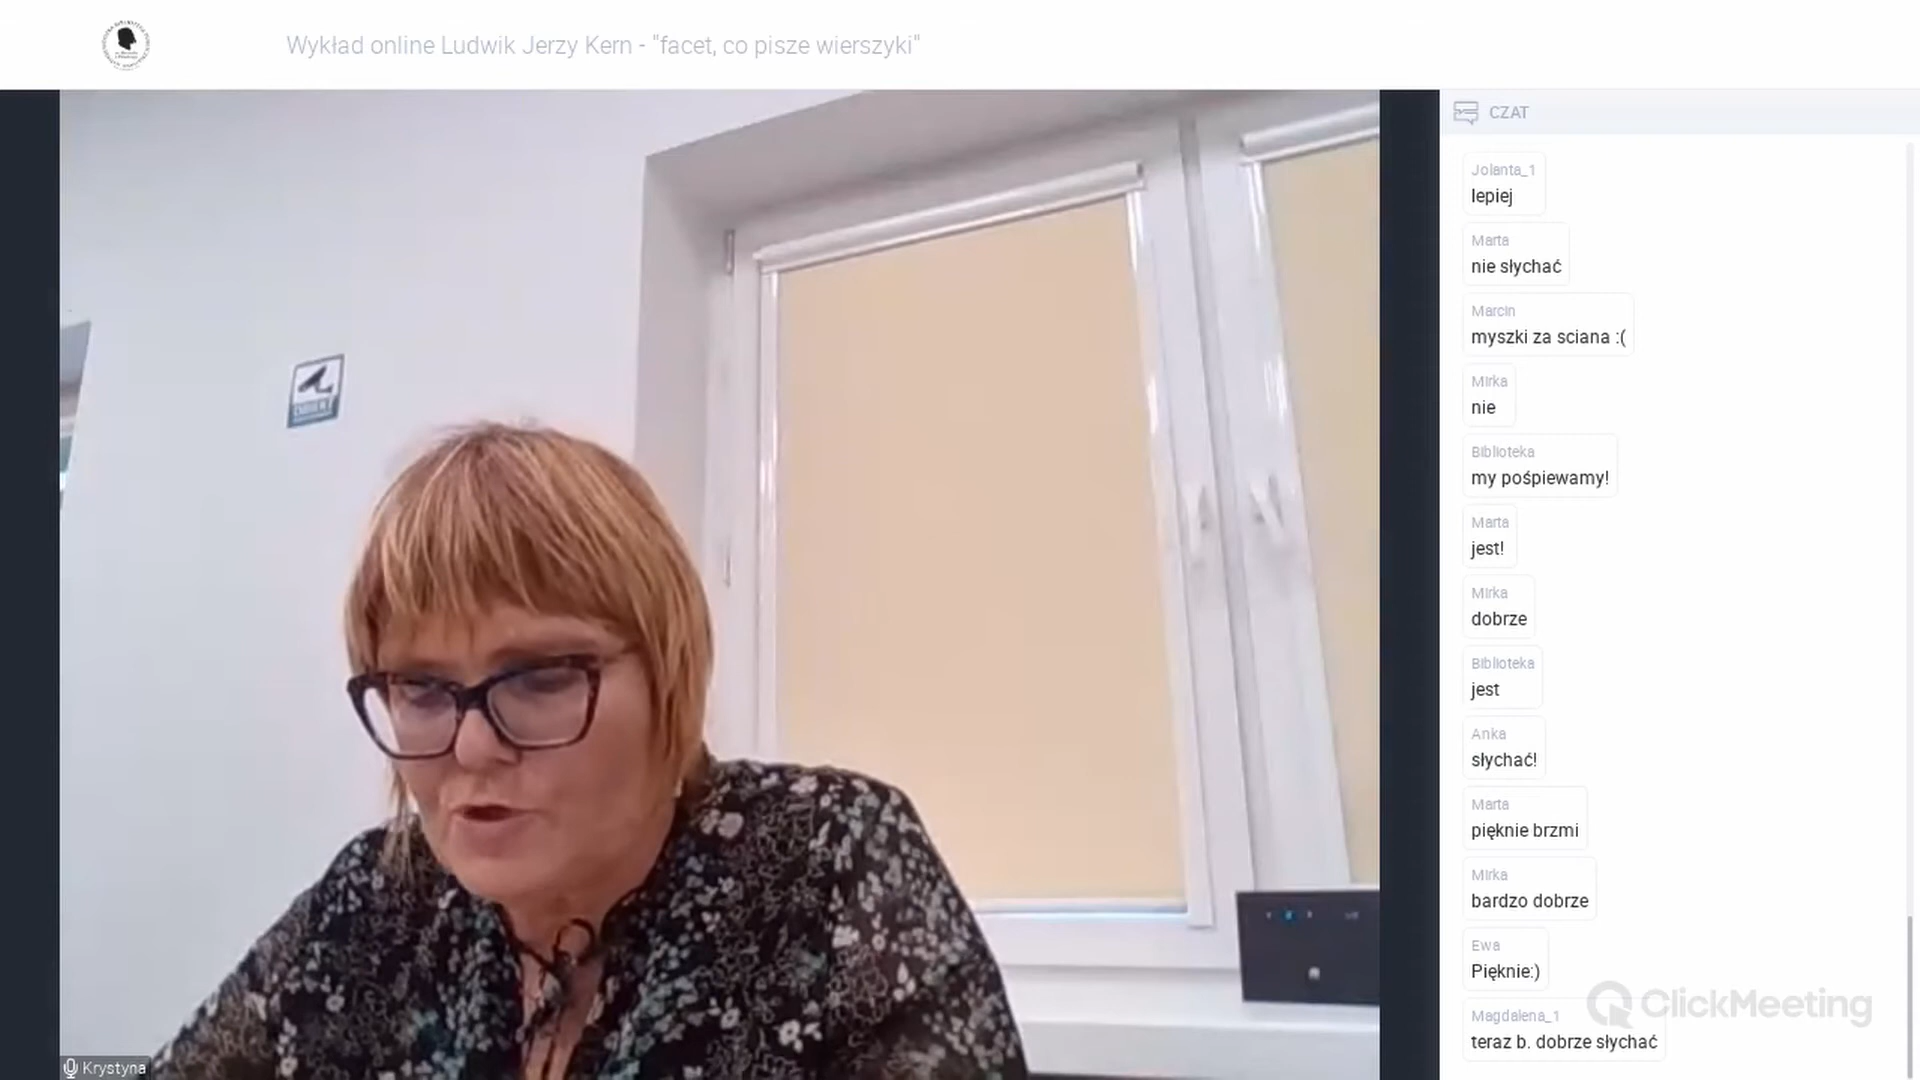 Wykład online Ludwik Jerzy Kern - "facet, co pisze wierszyki"
CZAT
Jolanta_1
lepiej
Marta
nie słychać
Marcin
myszki za sciana :(
Mirka
nie
Biblioteka
my pośpiewamy!
Marta
jest!
Mirka
dobrze
Biblioteka
jest
Anka
słychać!
Marta
pięknie brzmi
Mirka
bardzo dobrze
Ewa
Pięknie:)
Magdalena_1
teraz b. dobrze słychać
ClickMeeting
Krystyna
OBIEKT